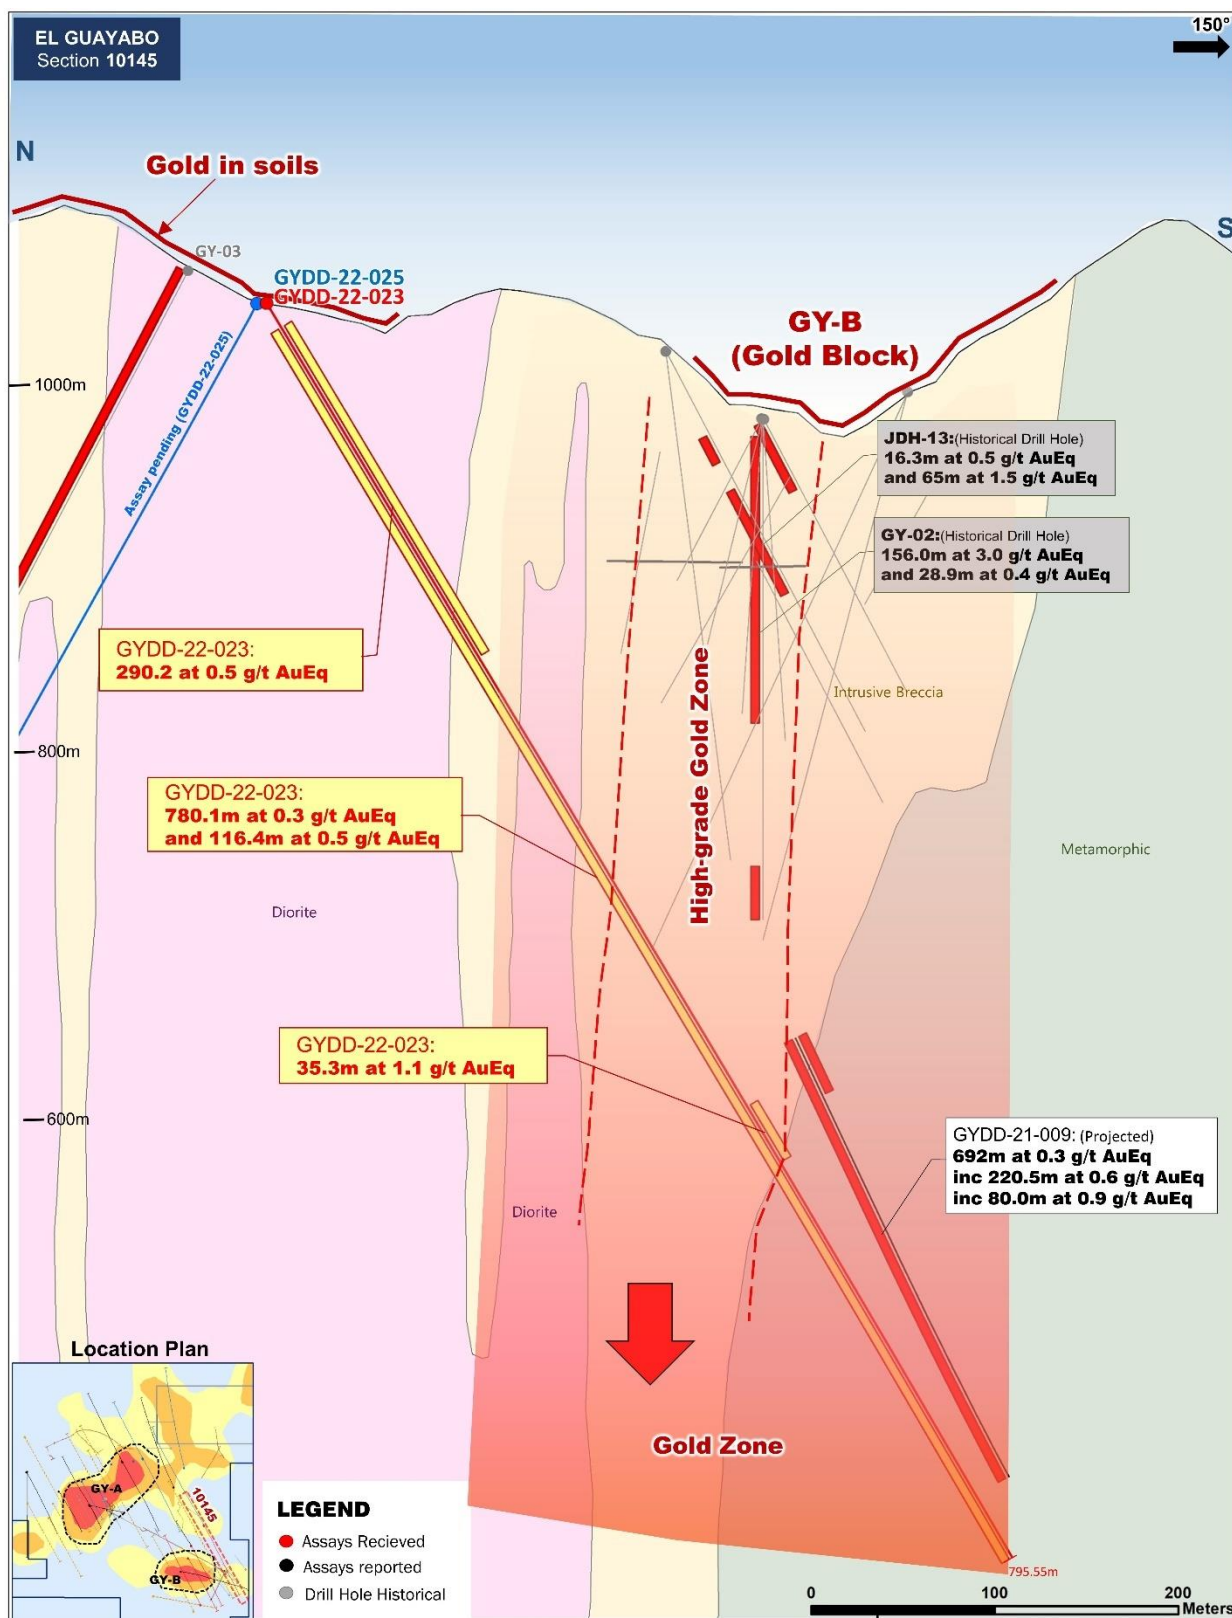 EL GUAYABO
Section 10145
150°
N
Gold in soils
S
GY-03
GYDD-22-025
GYDD-22-023
GY-B
(Gold Block)
Assay pending (GYDD-22-025)
1000m
JDH-13:(Historical Drill Hole)
16.3m at 0.5 g/t AuEq
and 65m at 1.5 g/t AuEq
GY-02:(Historical Drill Hole)
156.0m at 3.0 g/t AuEq
and 28.9m at 0.4 g/t AuEq
GYDD-22-023:
290.2 at 0.5 g/t AuEq
High-grade Gold Zone
Intrusive Breccia
800m
GYDD-22-023:
780.1m at 0.3 g/t AuEq
and 116.4m at 0.5 g/t AuEq
Metamorphic
Diorite
GYDD-22-023:
35.3m at 1.1 g/t AuEq
600m
GYDD-21-009: (Projected)
692m at 0.3 g/t AuEq
inc 220.5m at 0.6 g/t AuEq
inc 80.0m at 0.9 g/t AuEq
Diorite
Location Plan
GY-A
10145
GY-B
Gold Zone
LEGEND
Assays Recieved
Assays reported
Drill Hole Historical
795.55m
0 100 200
Meters